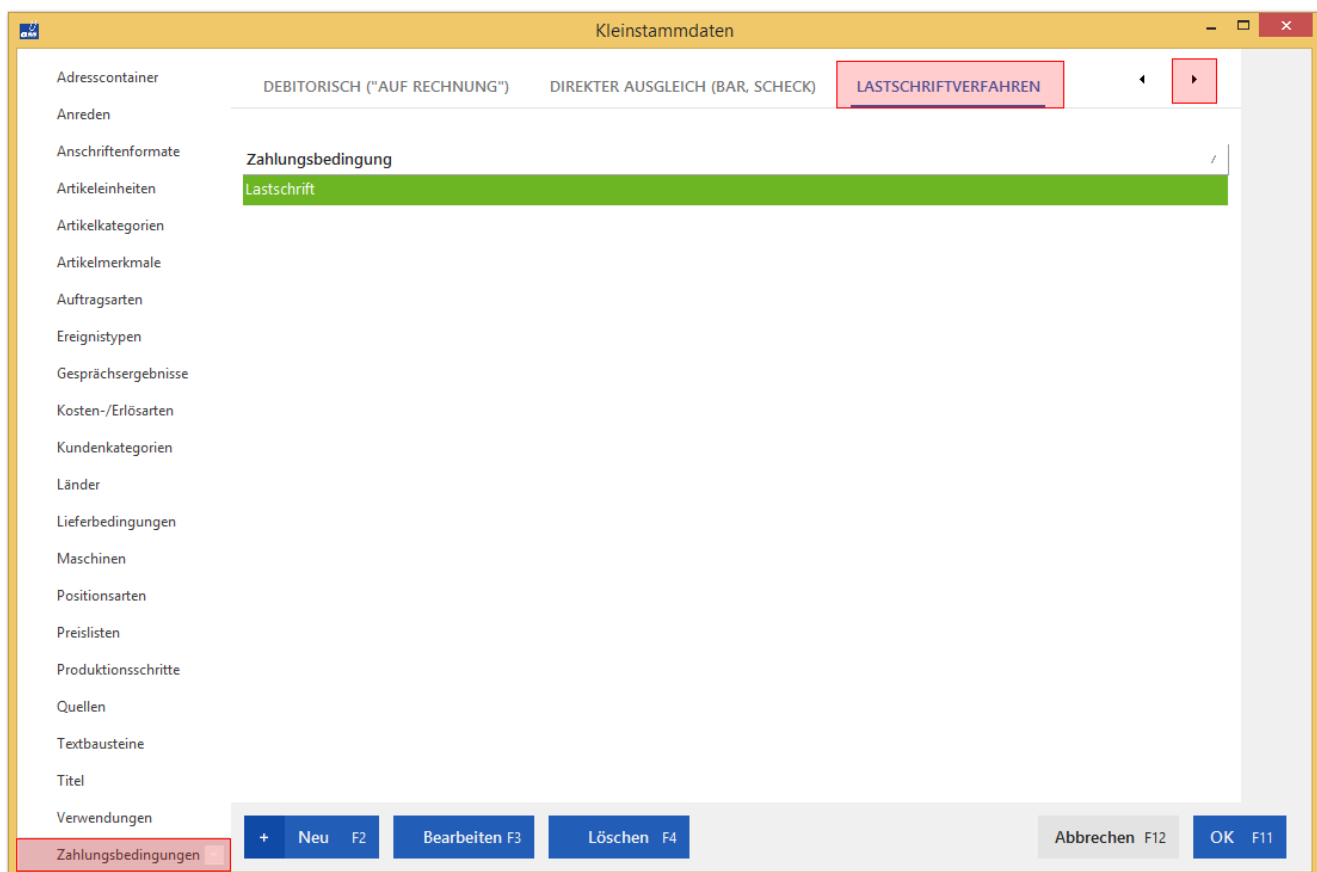 Kleinstammdaten
Adresscontainer
Anreden
Anschriftenformate
Artikeleinheiten
Artikelkategorien
Artikelmerkmale
Auftragsarten
Ereignistypen
Gesprächsergebnisse
Kosten-/Erlösarten
Kundenkategorien
Länder
Lieferbedingungen
Maschinen
Positionsarten
Preislisten
Produktionsschritte
Quellen
Textbausteine
Titel
Verwendungen
Zahlungsbedingungen
DEBITORISCH ("AUF RECHNUNG") DIREKTER AUSGLEICH (BAR, SCHECK) LASTSCHRIFTVERFAHREN
Zahlungsbedingung
Lastschrift
+ Neu F2 Bearbeiten F3 Löschen F4 Abbrechen F12 OK F11